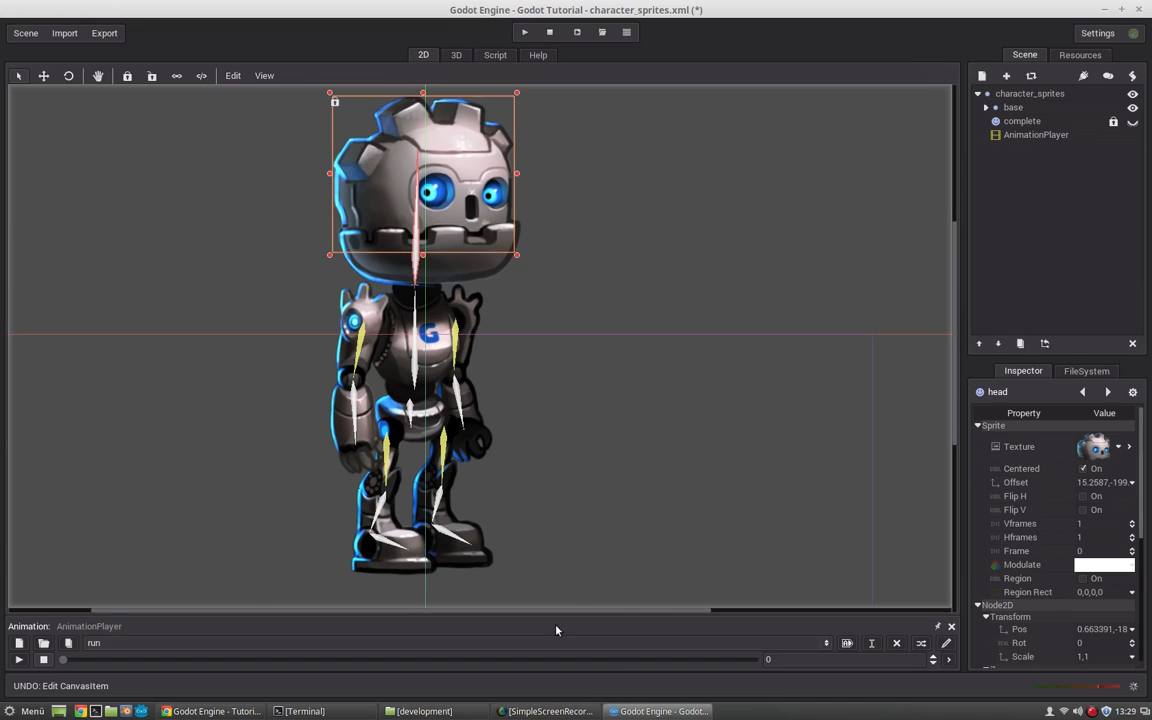 Godot Engine - Godot Tutorial - character_sprites.xml (*)
Scene Import Export Settings
2D 3D Script Help
Scene Resources
Edit View
character_sprites
base
complete
AnimationPlayer
G
Inspector FileSystem
head
Property Value
Sprite
Texture
Centered On
Offset 15.2587,-199.
Flip H On
Flip V On
Vframes 1
Hframes 1
Frame 0
Modulate
Region On
Region Rect 0,0,0,0
Node2D
Transform
Pos 0.663391,-18
Rot 0
Scale 1,1
Animation: AnimationPlayer
run
0
UNDO: Edit CanvasItem
Menü Godot Engine - Tutori... [Terminal] [development] [SimpleScreenRecor... Godot Engine - Godot... 13:29